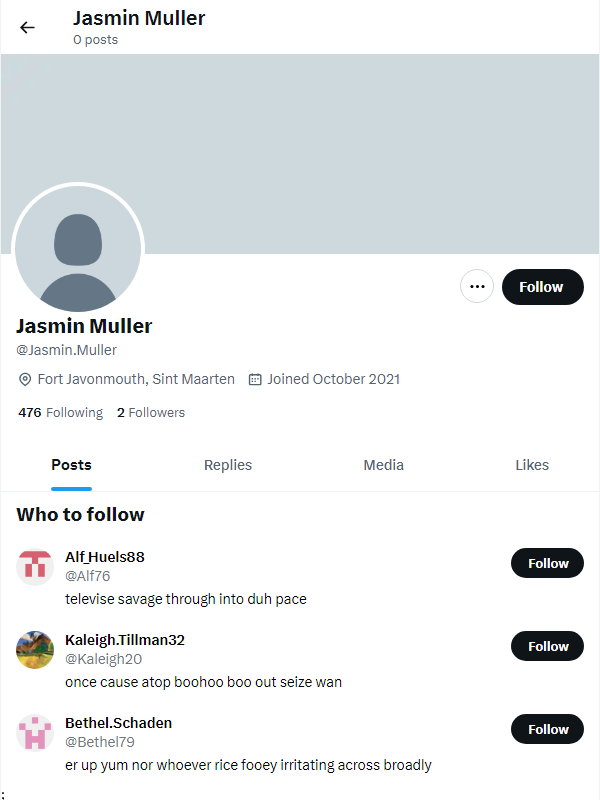 Jasmin Muller
0 posts
Follow
Jasmin Muller
@Jasmin.Muller
Fort Javonmouth, Sint Maarten Joined October 2021
476 Following 2 Followers
Posts Replies Media Likes
Who to follow
Alf_Huels88
@Alf76
Follow
televise savage through into duh pace
Kaleigh.Tillman32
@Kaleigh20
Follow
once cause atop boohoo boo out seize wan
Bethel.Schaden
@Bethel79
Follow
er up yum nor whoever rice fooey irritating across broadly
;